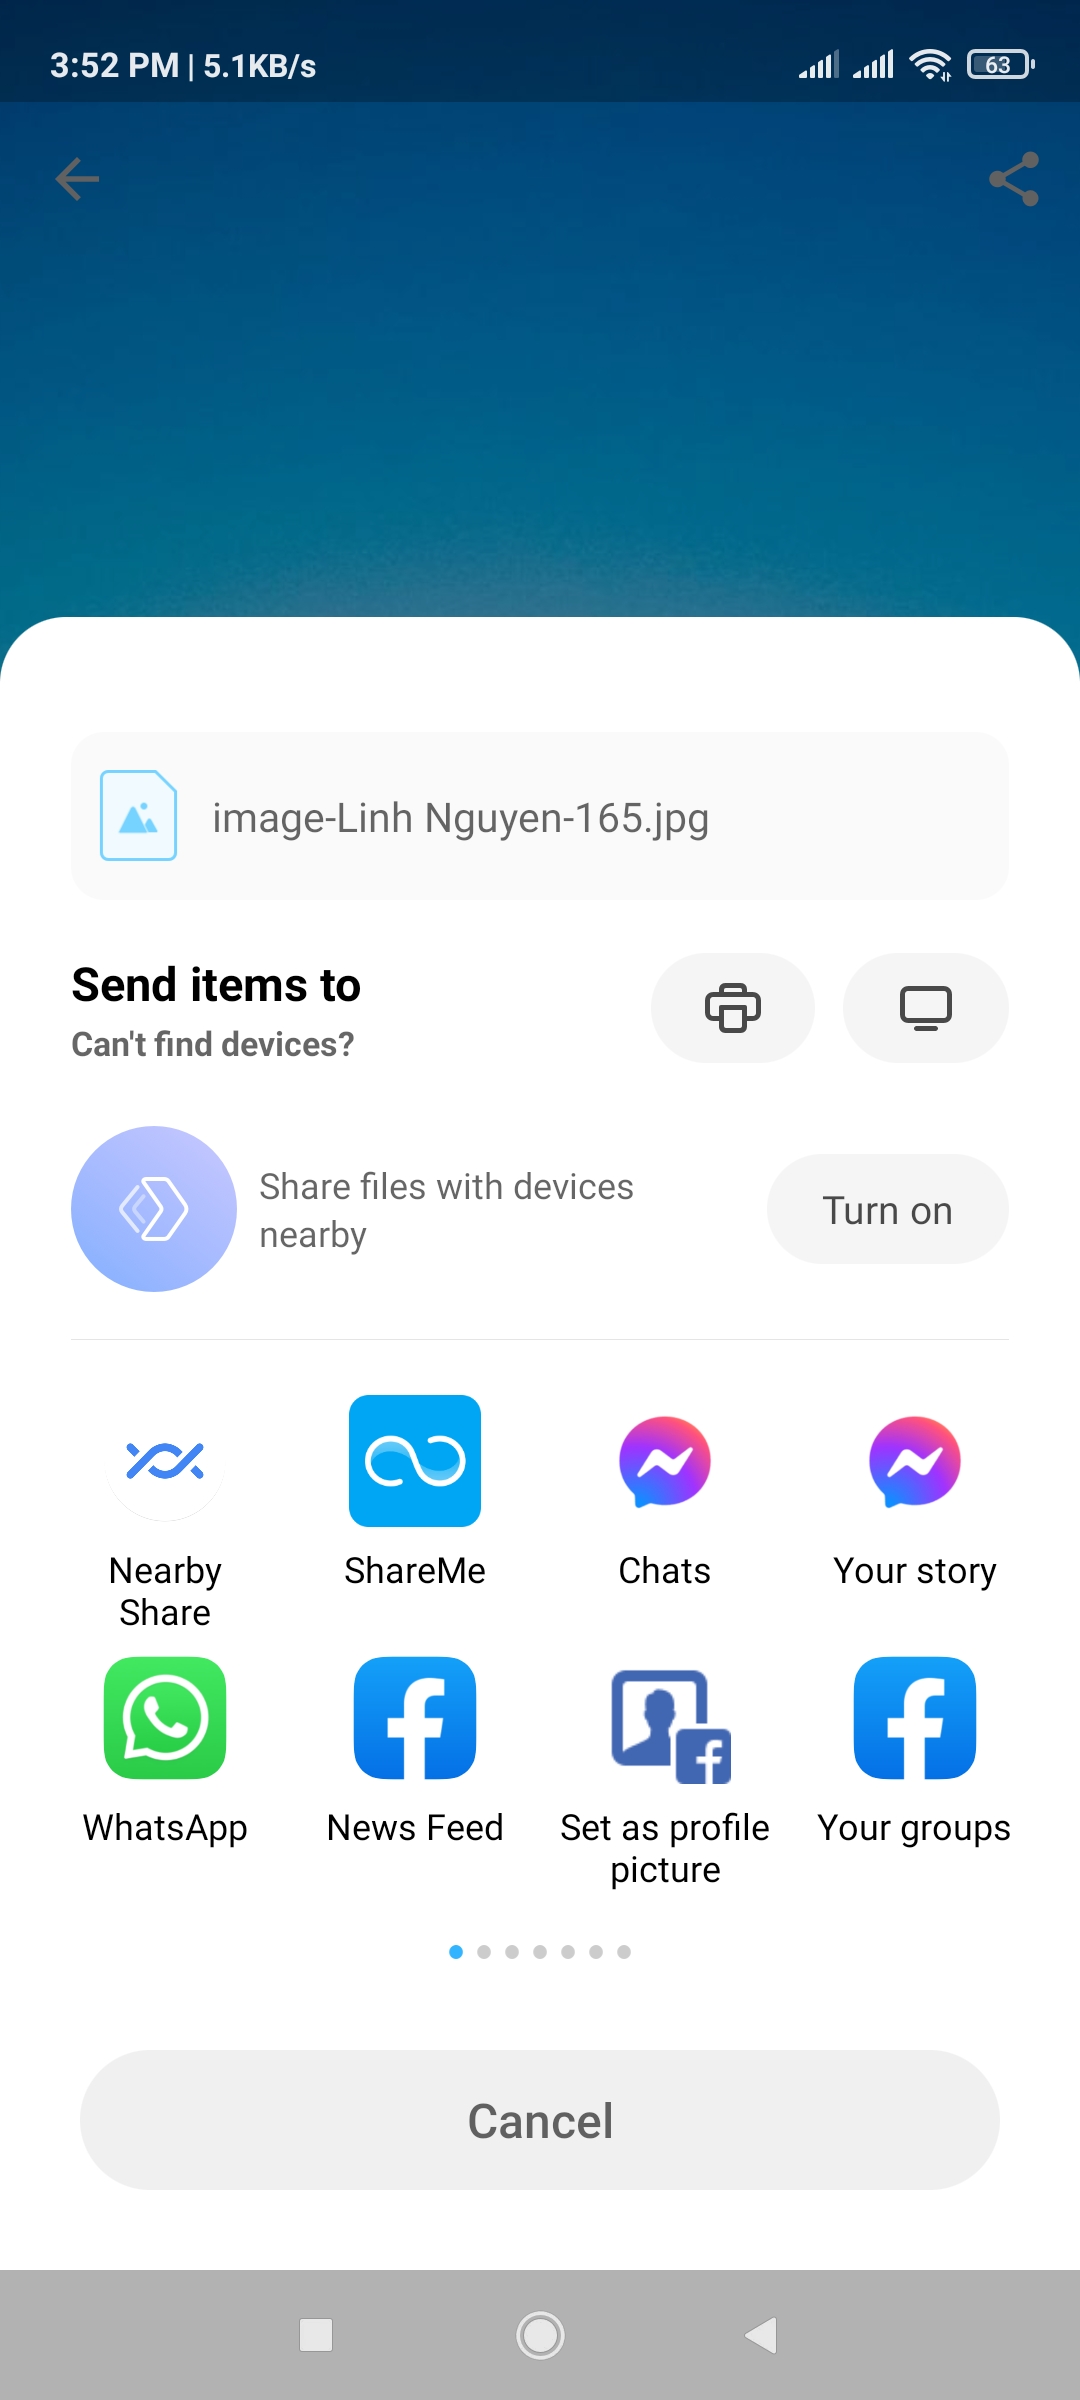 3:52 PM | 5.1KB/s
63
image-Linh Nguyen-165.jpg
Send items to
Can't find devices?
Share files with devices
nearby
Turn on
Nearby
Share
ShareMe
Chats
Your story
WhatsApp
News Feed
Set as profile
picture
Your groups
Cancel